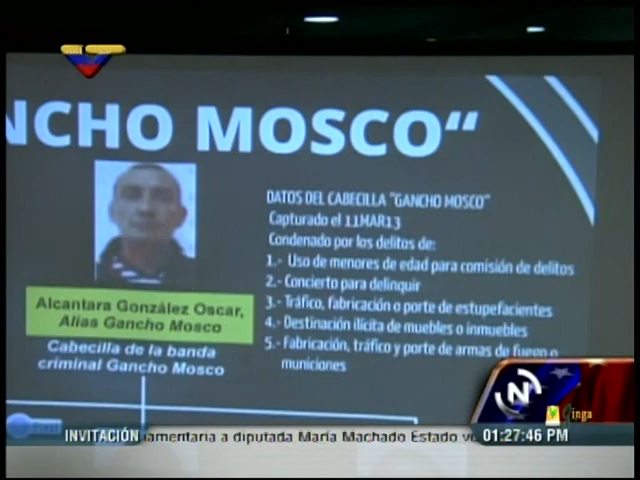 NCHO MOSCO“
DATOS DEL CABECILLA "GANCHO MOSCO"
Capturado el 11MAR13
Condenado por los delitos de:
1.- Uso de menores de edad para comisión de delitos
2.- Concierto para delinquir
3.- Tráfico, fabricación o porte de estupefacientes
4.- Destinación ilícita de muebles o inmuebles
5.- Fabricación, tráfico y porte de armas de fuego o
municiones
Alcantara González Oscar,
Alias Gancho Mosco
Cabecilla de la banda
criminal Gancho Mosco
N
inga
INVITACIÓN amentaria a diputada María Machado Estado ve
01:27:46 PM